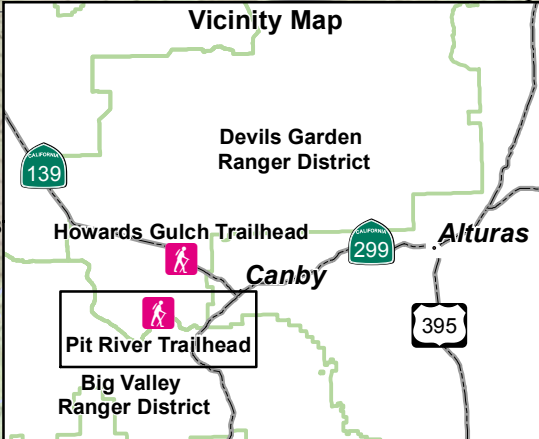 Vicinity Map
Devils Garden
Ranger District
CALIFORNIA
139
Howards Gulch Trailhead
CALIFORNIA
299
Alturas
Canby
395
Pit River Trailhead
Big Valley
Ranger District